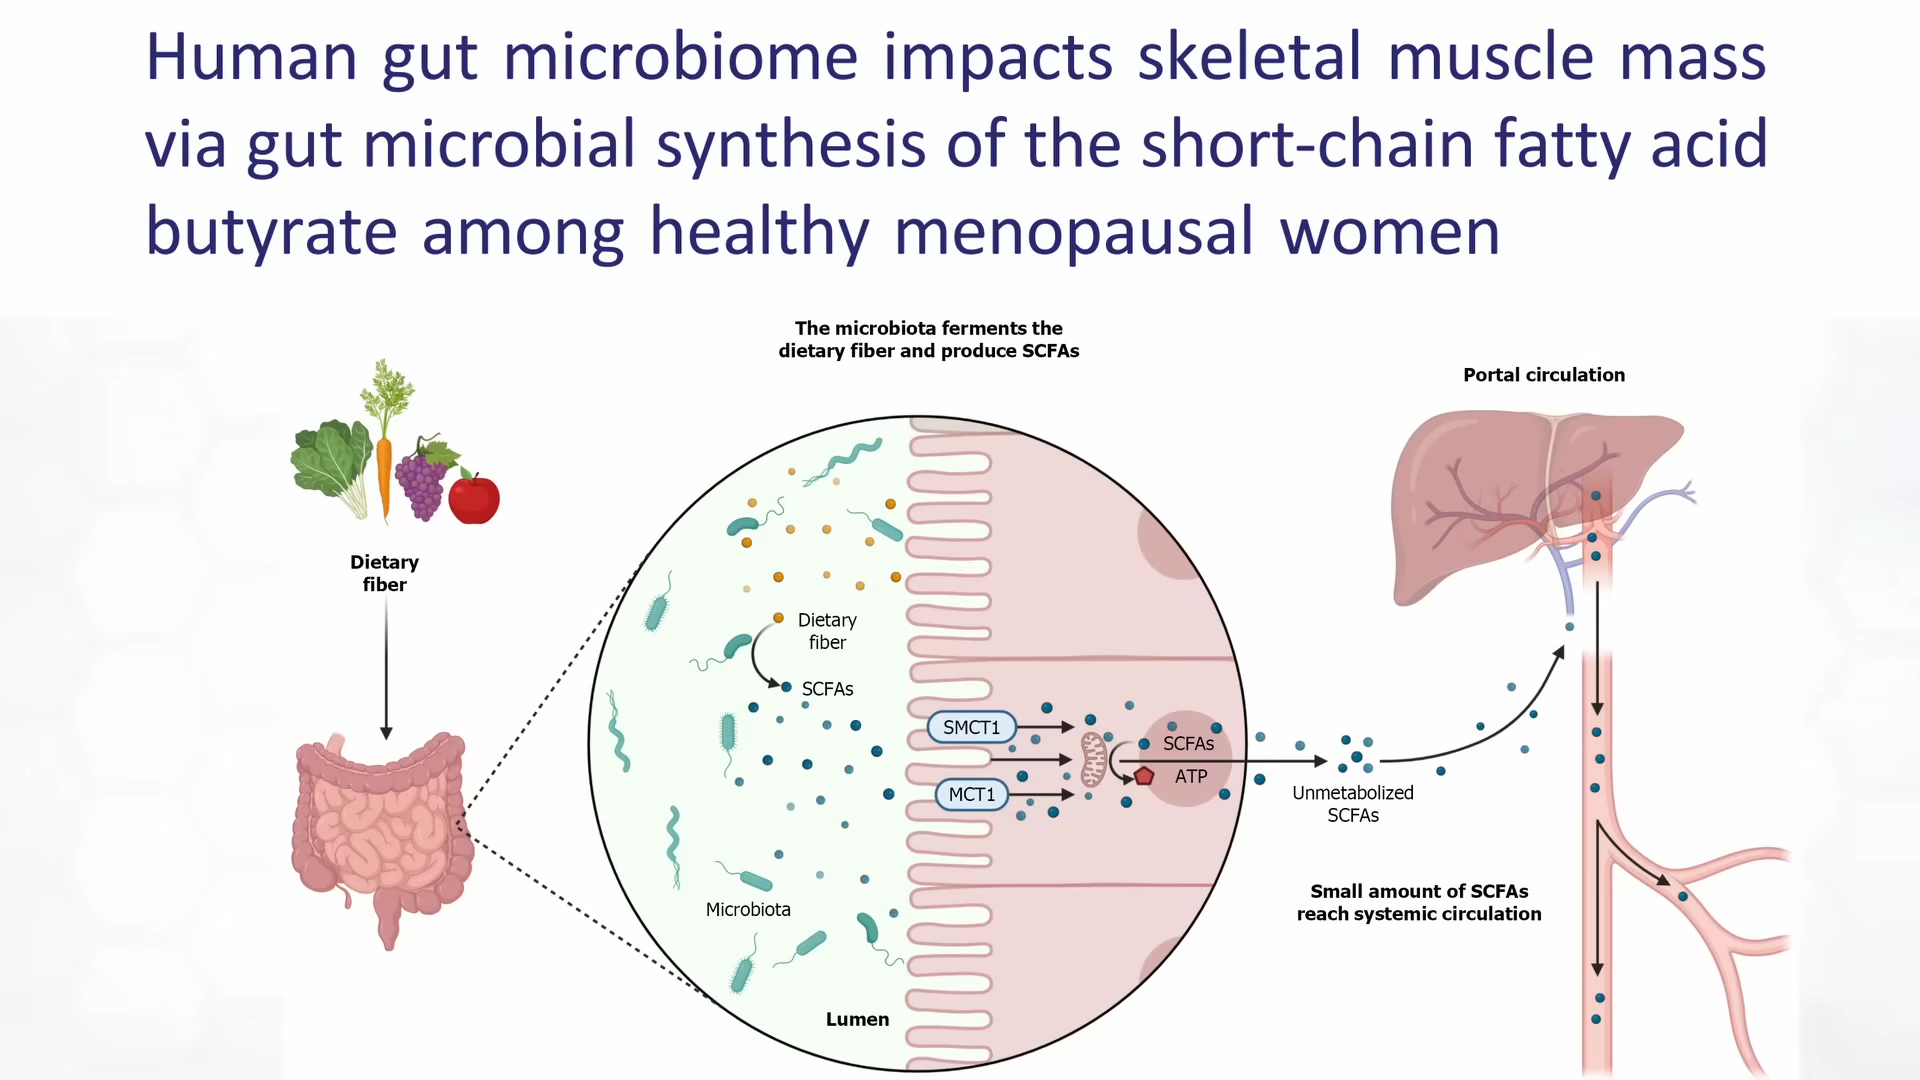 Human gut microbiome impacts skeletal muscle mass
via gut microbial synthesis of the short-chain fatty acid
butyrate among healthy menopausal women
The microbiota ferments the
dietary fiber and produce SCFAs
Portal circulation
Dietary
fiber
Dietary
fiber
SCFAs
SMCT1
SCFAs
ATP
MCT1
Unmetabolized
SCFAs
Small amount of SCFAs
reach systemic circulation
Microbiota
Lumen